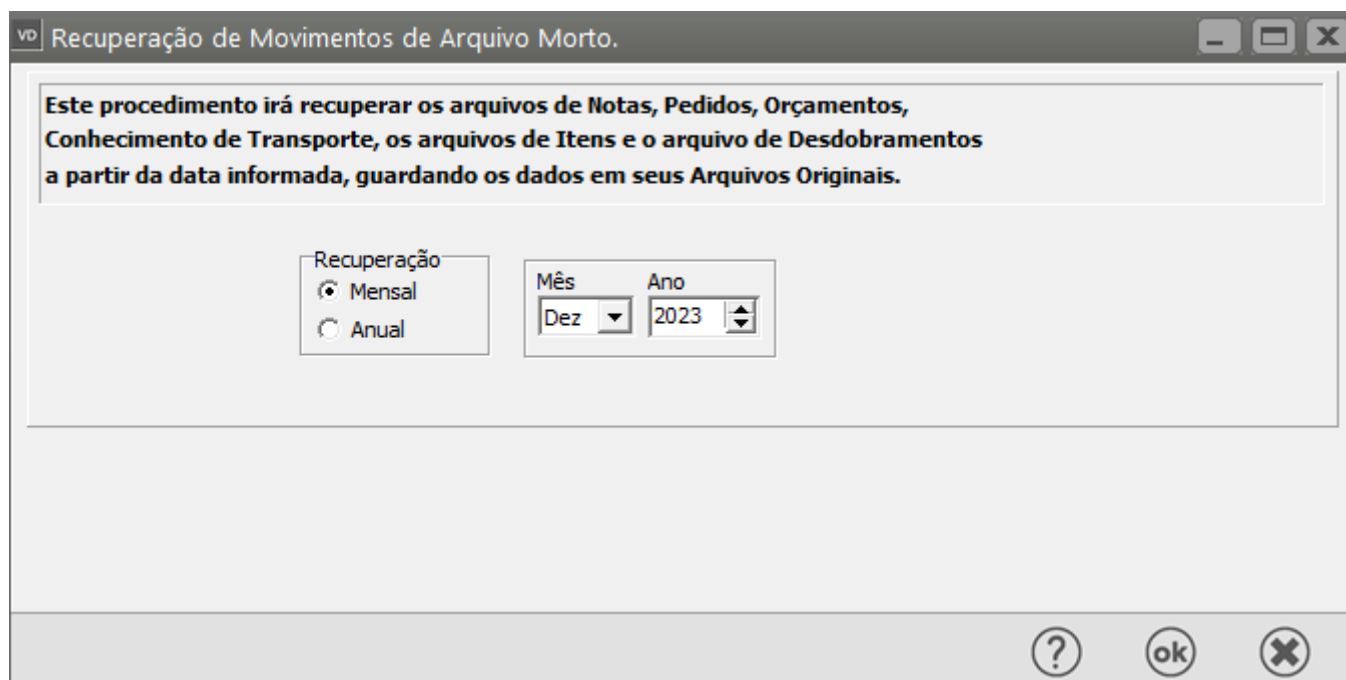 VD Recuperação de Movimentos de Arquivo Morto.
Este procedimento irá recuperar os arquivos de Notas, Pedidos, Orçamentos,
Conhecimento de Transporte, os arquivos de Itens e o arquivo de Desdobramentos
a partir da data informada, guardando os dados em seus Arquivos Originais.
Recuperação
Mensal
Anual
Mês Ano
Dez 2023
? ok